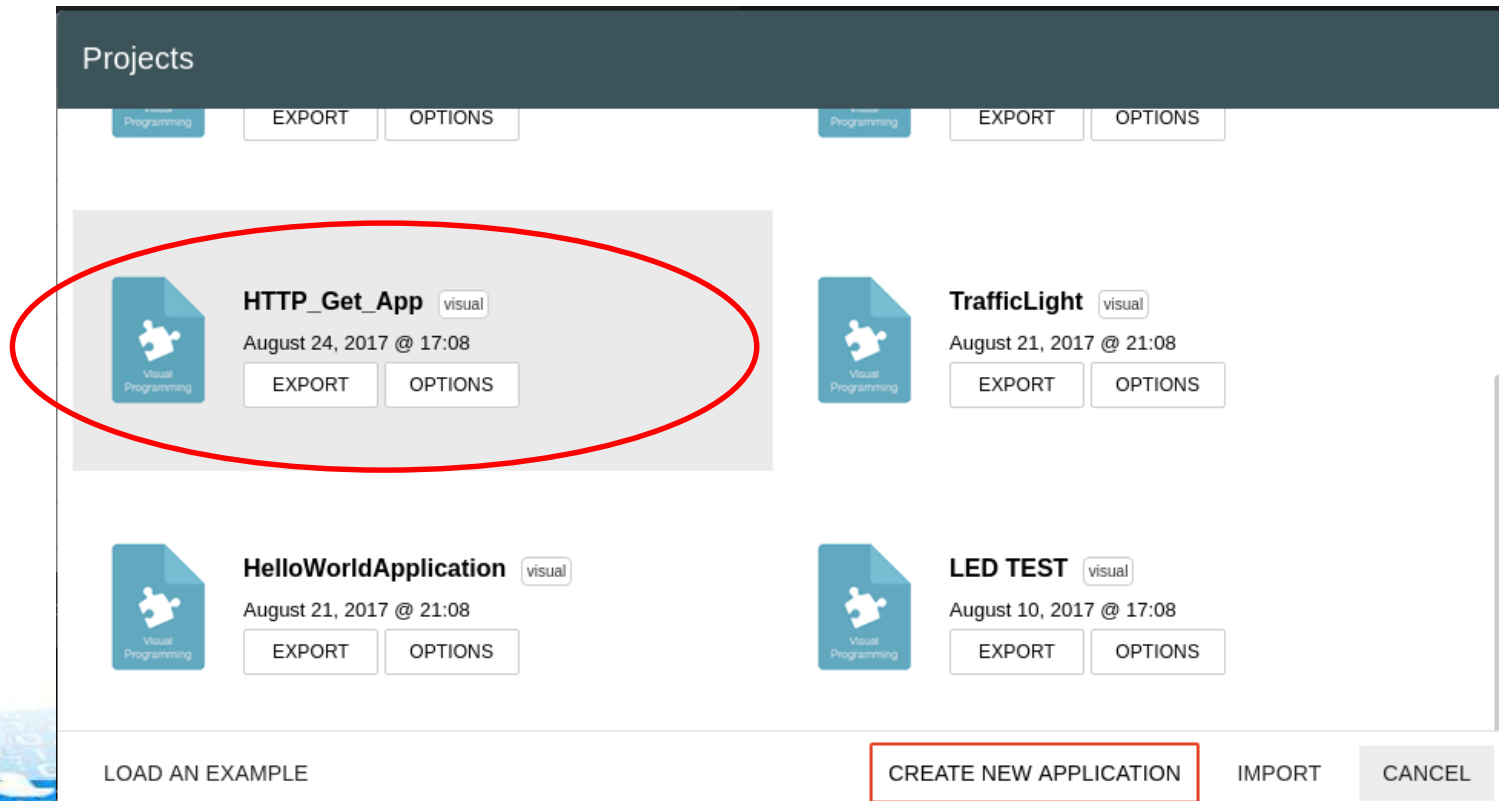 Projects
Programming
EXPORT OPTIONS
Programming
EXPORT OPTIONS
HTTP_Get_App visual
August 24, 2017 @ 17:08
Visual
Programming
EXPORT OPTIONS
TrafficLight visual
August 21, 2017 @ 21:08
Visual
Programming
EXPORT OPTIONS
HelloWorldApplication visual
August 21, 2017 @ 21:08
Visual
Programming
EXPORT OPTIONS
LED TEST visual
August 10, 2017 @ 17:08
Visual
Programming
EXPORT OPTIONS
LOAD AN EXAMPLE CREATE NEW APPLICATION IMPORT CANCEL